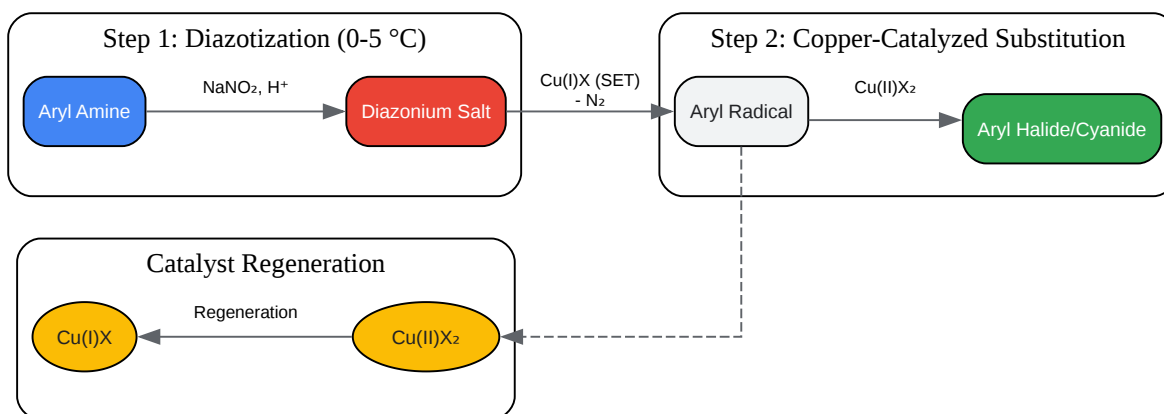 Step 1: Diazotization (0-5 °C)
Aryl Amine
NaNO₂, H⁺
Diazonium Salt
Cu(I)X (SET)
- N₂
Step 2: Copper-Catalyzed Substitution
Aryl Radical
Cu(II)X₂
Aryl Halide/Cyanide
Catalyst Regeneration
Cu(I)X
Regeneration
Cu(II)X₂